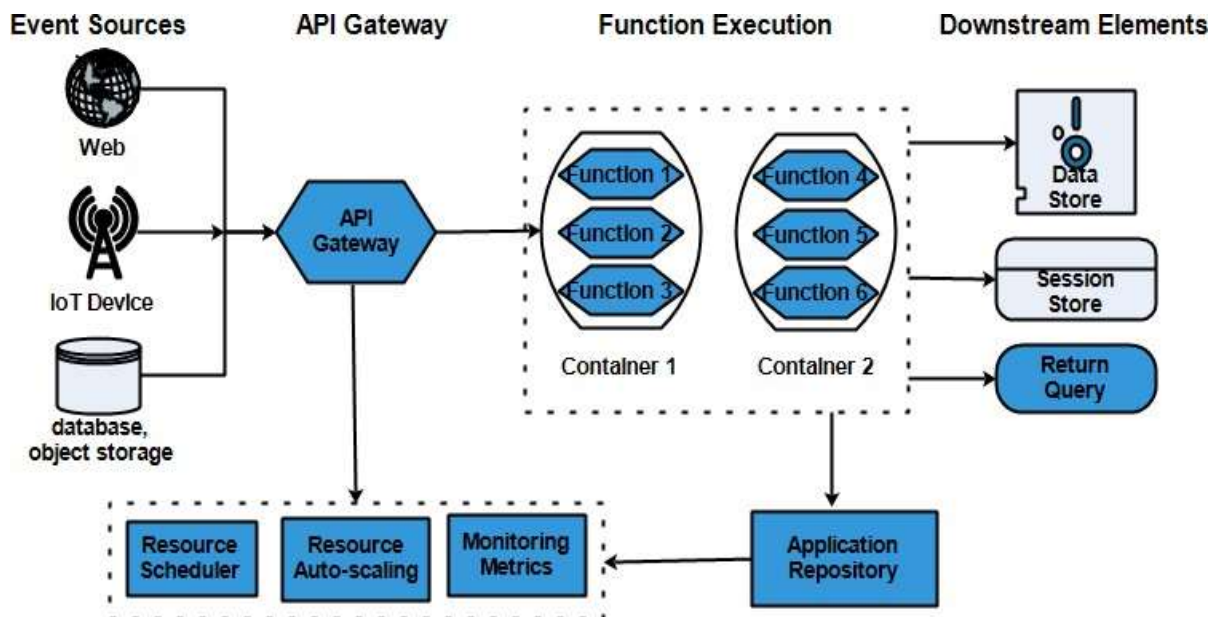 Event Sources
API Gateway
Function Execution
Downstream Elements
Web
IoT Device
database,
object storage
API
Gateway
Function 1
Function 2
Function 3
Container 1
Function 4
Function 5
Function 6
Container 2
Data
Store
Session
Store
Return
Query
Resource
Scheduler
Resource
Auto-scaling
Monitoring
Metrics
Application
Repository